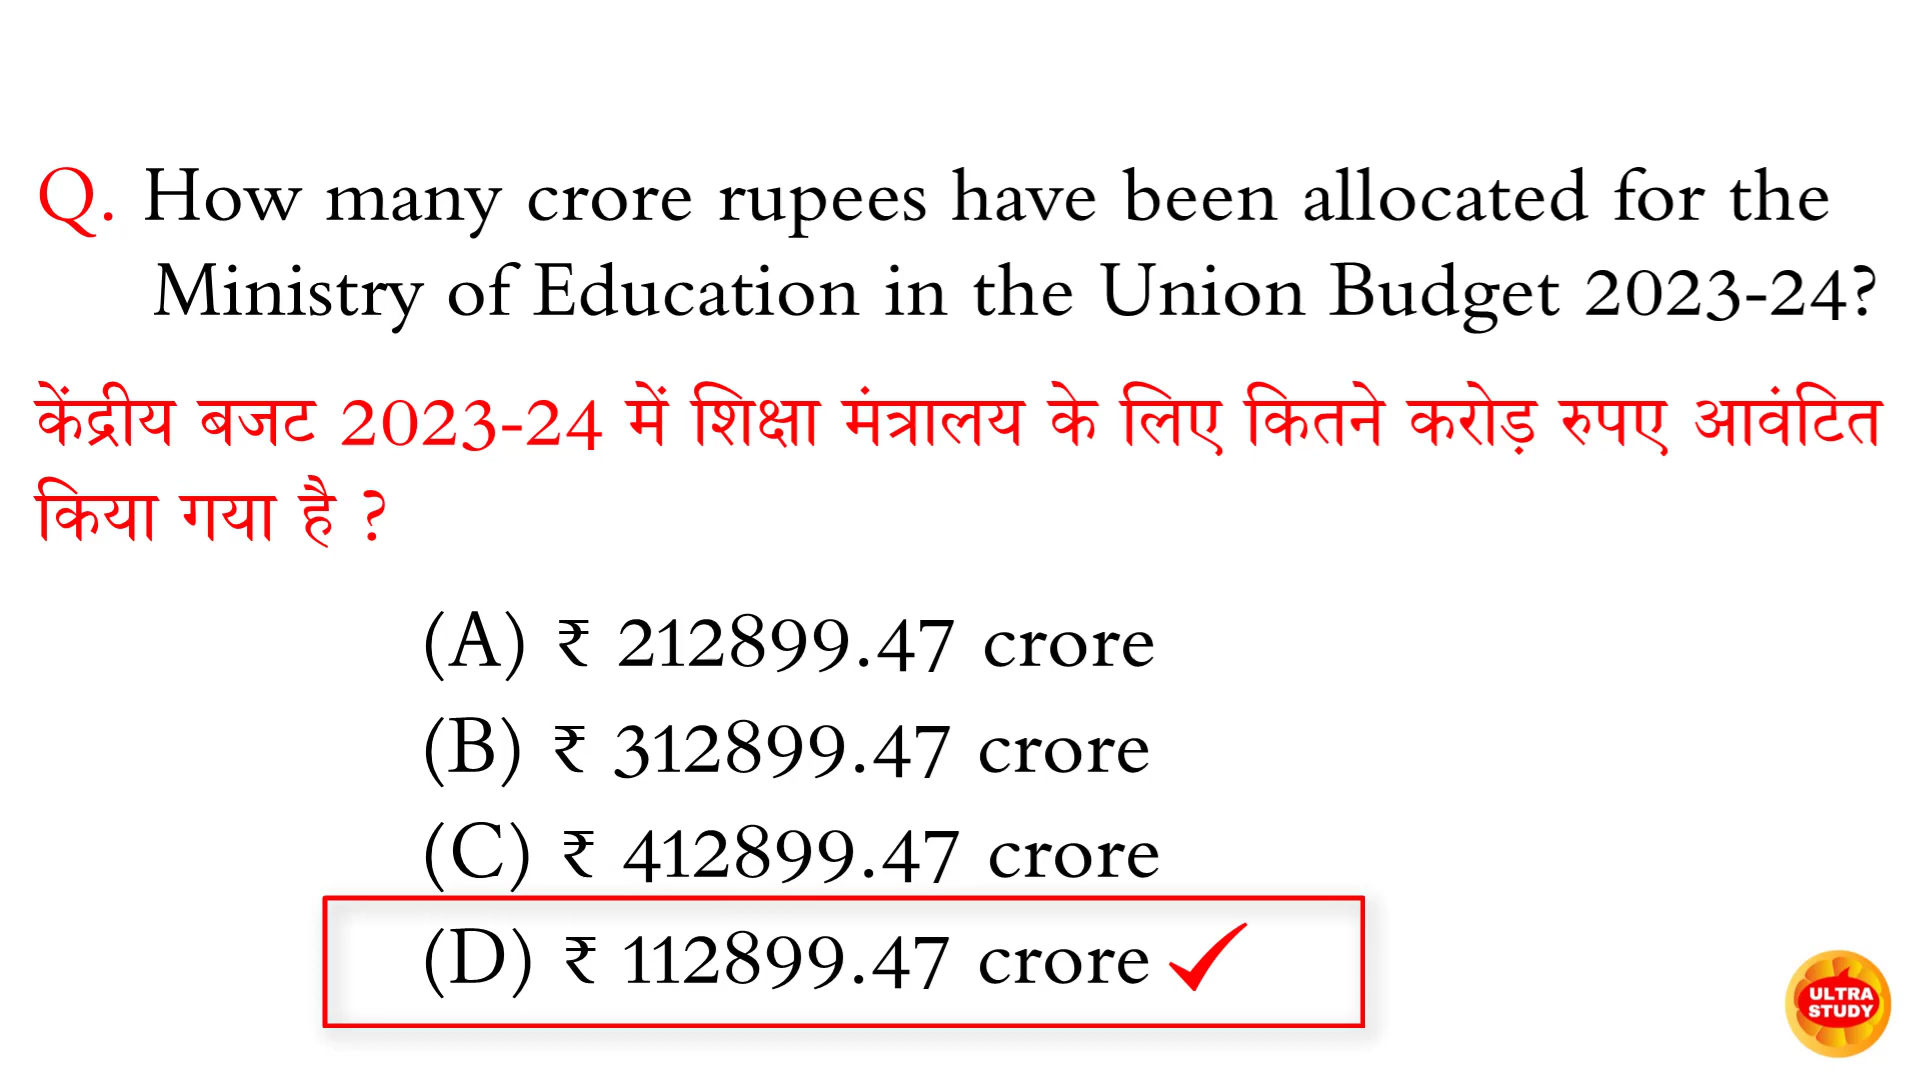 Q. How many crore rupees have been allocated for the
Ministry of Education in the Union Budget 2023-24?
केंद्रीय बजट 2023-24 में शिक्षा मंत्रालय के लिए कितने करोड़ रुपए आवंटित
किया गया है ?
(A) ₹ 212899.47 crore
(B) ₹ 312899.47 crore
(C) ₹ 412899.47 crore
(D) ₹ 112899.47 crore
ULTRA
STUDY